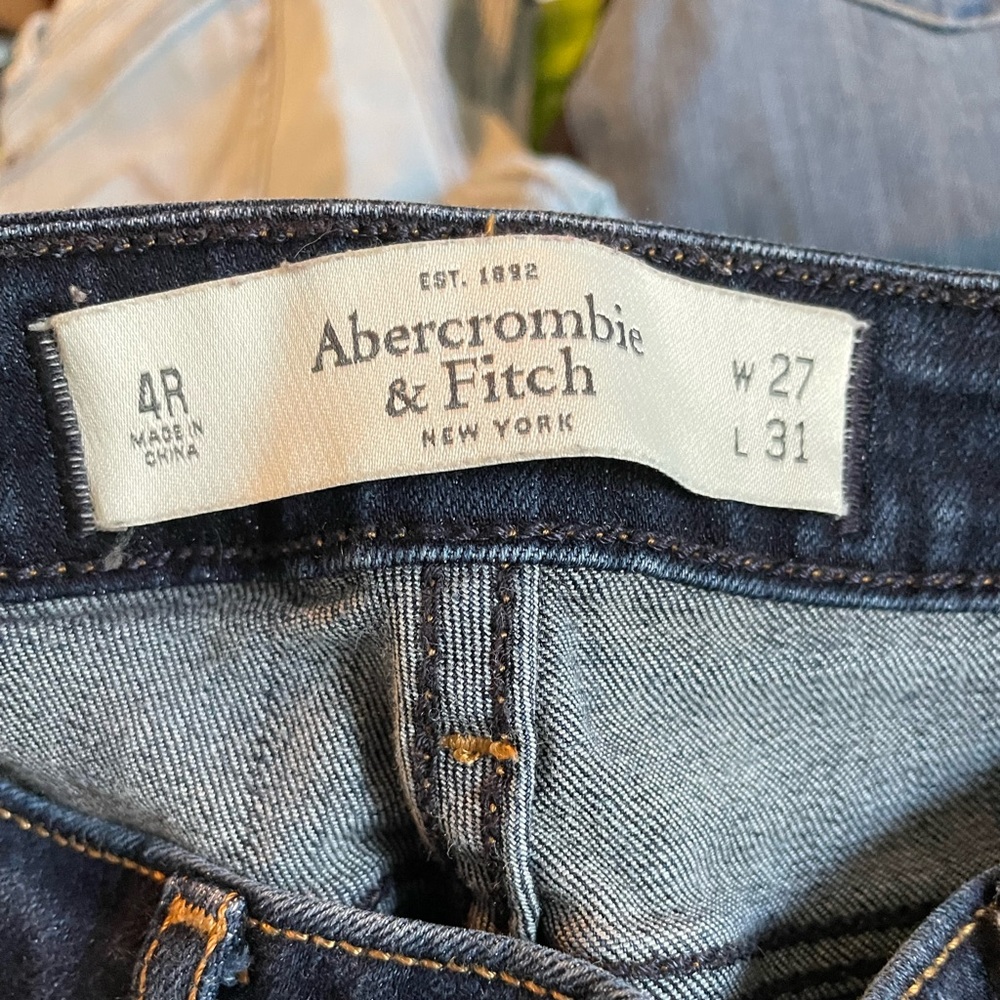 EST. 1892
Abercrombie
& Fitch
NEW YORK
4R
MADE IN
CHINA
W 27
L 31